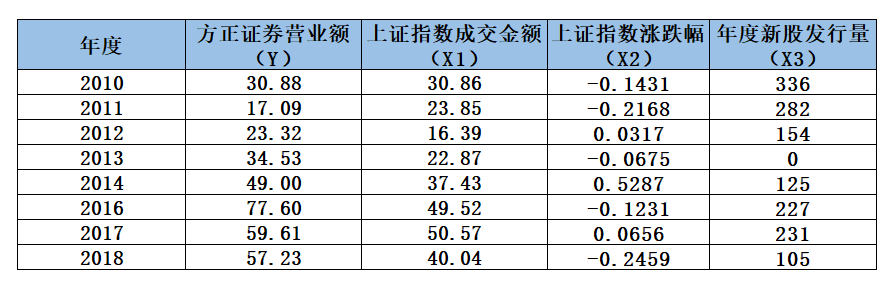 年度 方正证券营业额（Y） 上证指数成交金额（X1） 上证指数涨跌幅（X2） 年度新股发行量（X3）
2010 30.88 30.86 -0.1431 336
2011 17.09 23.85 -0.2168 282
2012 23.32 16.39 0.0317 154
2013 34.53 22.87 -0.0675 0
2014 49.00 37.43 0.5287 125
2016 77.60 49.52 -0.1231 227
2017 59.61 50.57 0.0656 231
2018 57.23 40.04 -0.2459 105